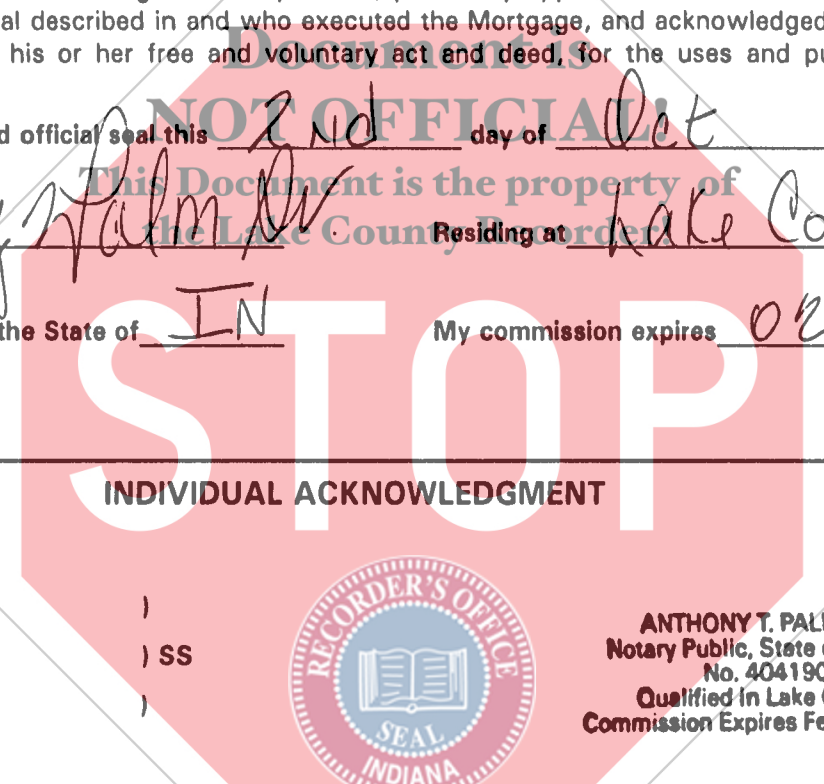 al described in and who executed the Mortgage, and acknowledged
Document is
his or her free and voluntary act and deed, for the uses and pu
NOT OFFICIAL!
d official seal this 2nd day of Oct
This Document is the property of
the Lake County Recorder!
Residing at Lake Co
the State of IN My commission expires 02
STOP
INDIVIDUAL ACKNOWLEDGMENT
)
) SS
)
RECORDER'S OFFICE
SEAL
INDIANA
ANTHONY T. PAL
Notary Public, State
No. 404190
Qualified In Lake
Commission Expires Fe